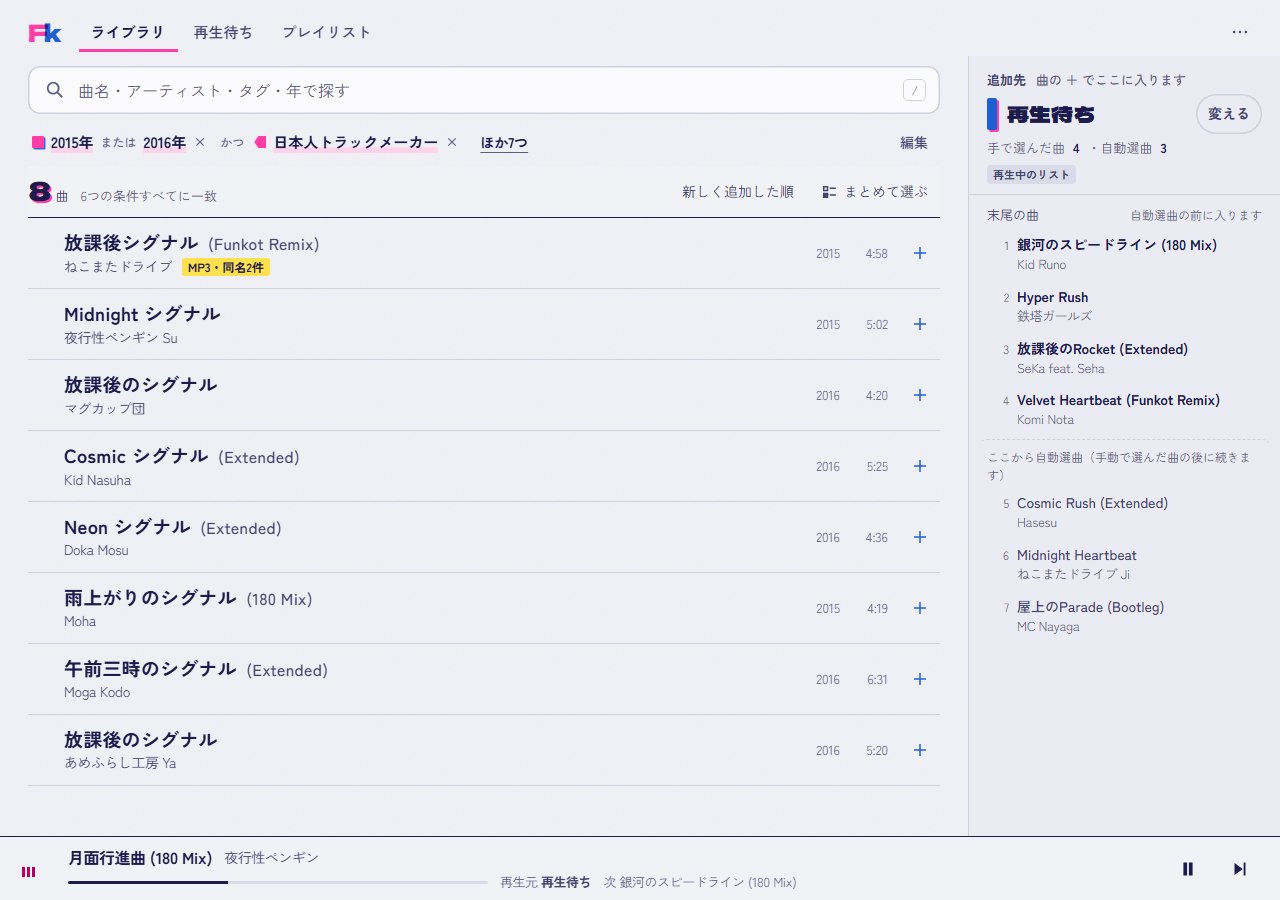 Fk ライブラリ 再生待ち プレイリスト …
曲名・アーティスト・タグ・年で探す /
2015年 または 2016年 × かつ 日本人トラックメーカー × ほか7つ 編集
8 曲 6つの条件すべてに一致 新しく追加した順 まとめて選ぶ
放課後シグナル (Funkot Remix)
ねこまたドライブ MP3・同名2件
2015 4:58 +
Midnight シグナル
夜行性ペンギン Su
2015 5:02 +
放課後のシグナル
マグカップ団
2016 4:20 +
Cosmic シグナル (Extended)
Kid Nasuha
2016 5:25 +
Neon シグナル (Extended)
Doka Mosu
2016 4:36 +
雨上がりのシグナル (180 Mix)
Moha
2015 4:19 +
午前三時のシグナル (Extended)
Moga Kodo
2016 6:31 +
放課後のシグナル
あめふらし工房 Ya
2016 5:20 +
追加先 曲の + でここに入ります
再生待ち 変える
手で選んだ曲 4 ・自動選曲 3
再生中のリスト
末尾の曲 自動選曲の前に入ります
1 銀河のスピードライン (180 Mix)
Kid Runo
2 Hyper Rush
鉄塔ガールズ
3 放課後のRocket (Extended)
SeKa feat. Seha
4 Velvet Heartbeat (Funkot Remix)
Komi Nota
ここから自動選曲（手動で選んだ曲の後に続きま
す）
5 Cosmic Rush (Extended)
Hasesu
6 Midnight Heartbeat
ねこまたドライブ Ji
7 屋上のParade (Bootleg)
MC Nayaga
月面行進曲 (180 Mix) 夜行性ペンギン
再生元 再生待ち 次 銀河のスピードライン (180 Mix)